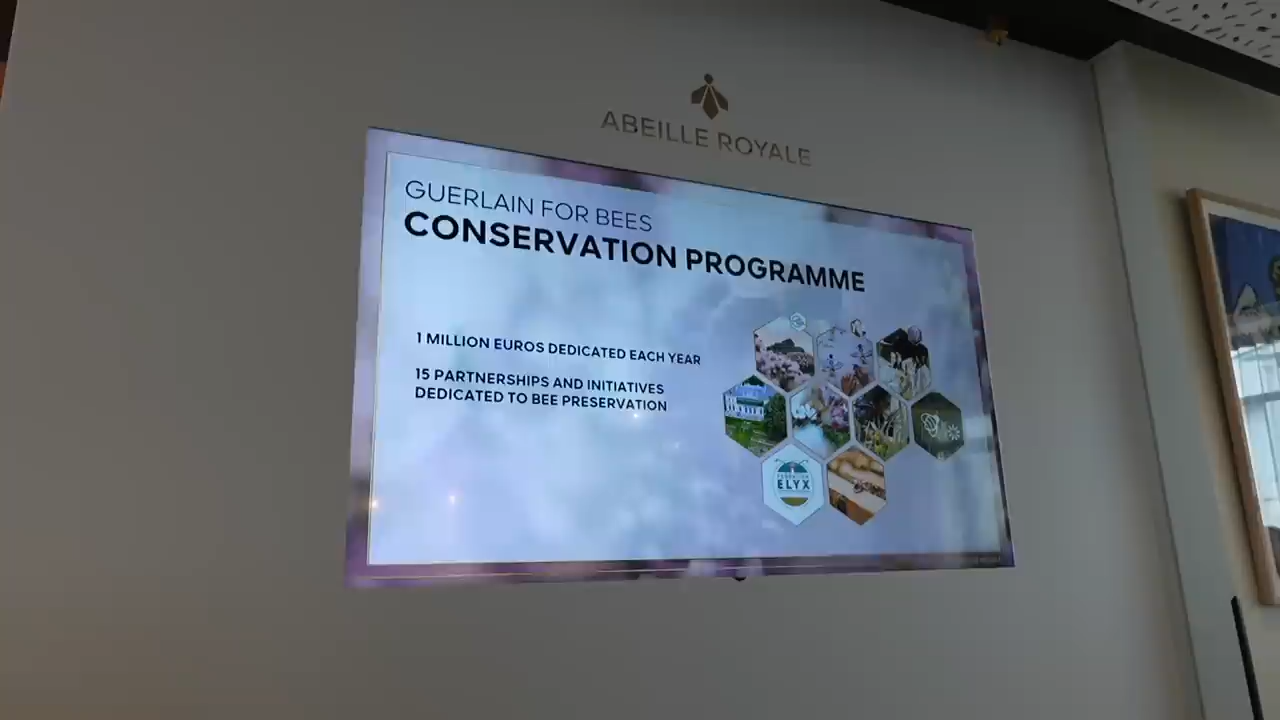 ABEILLE ROYALE
GUERLAIN FOR BEES
CONSERVATION PROGRAMME
1 MILLION EUROS DEDICATED EACH YEAR
15 PARTNERSHIPS AND INITIATIVES
DEDICATED TO BEE PRESERVATION
ELYX